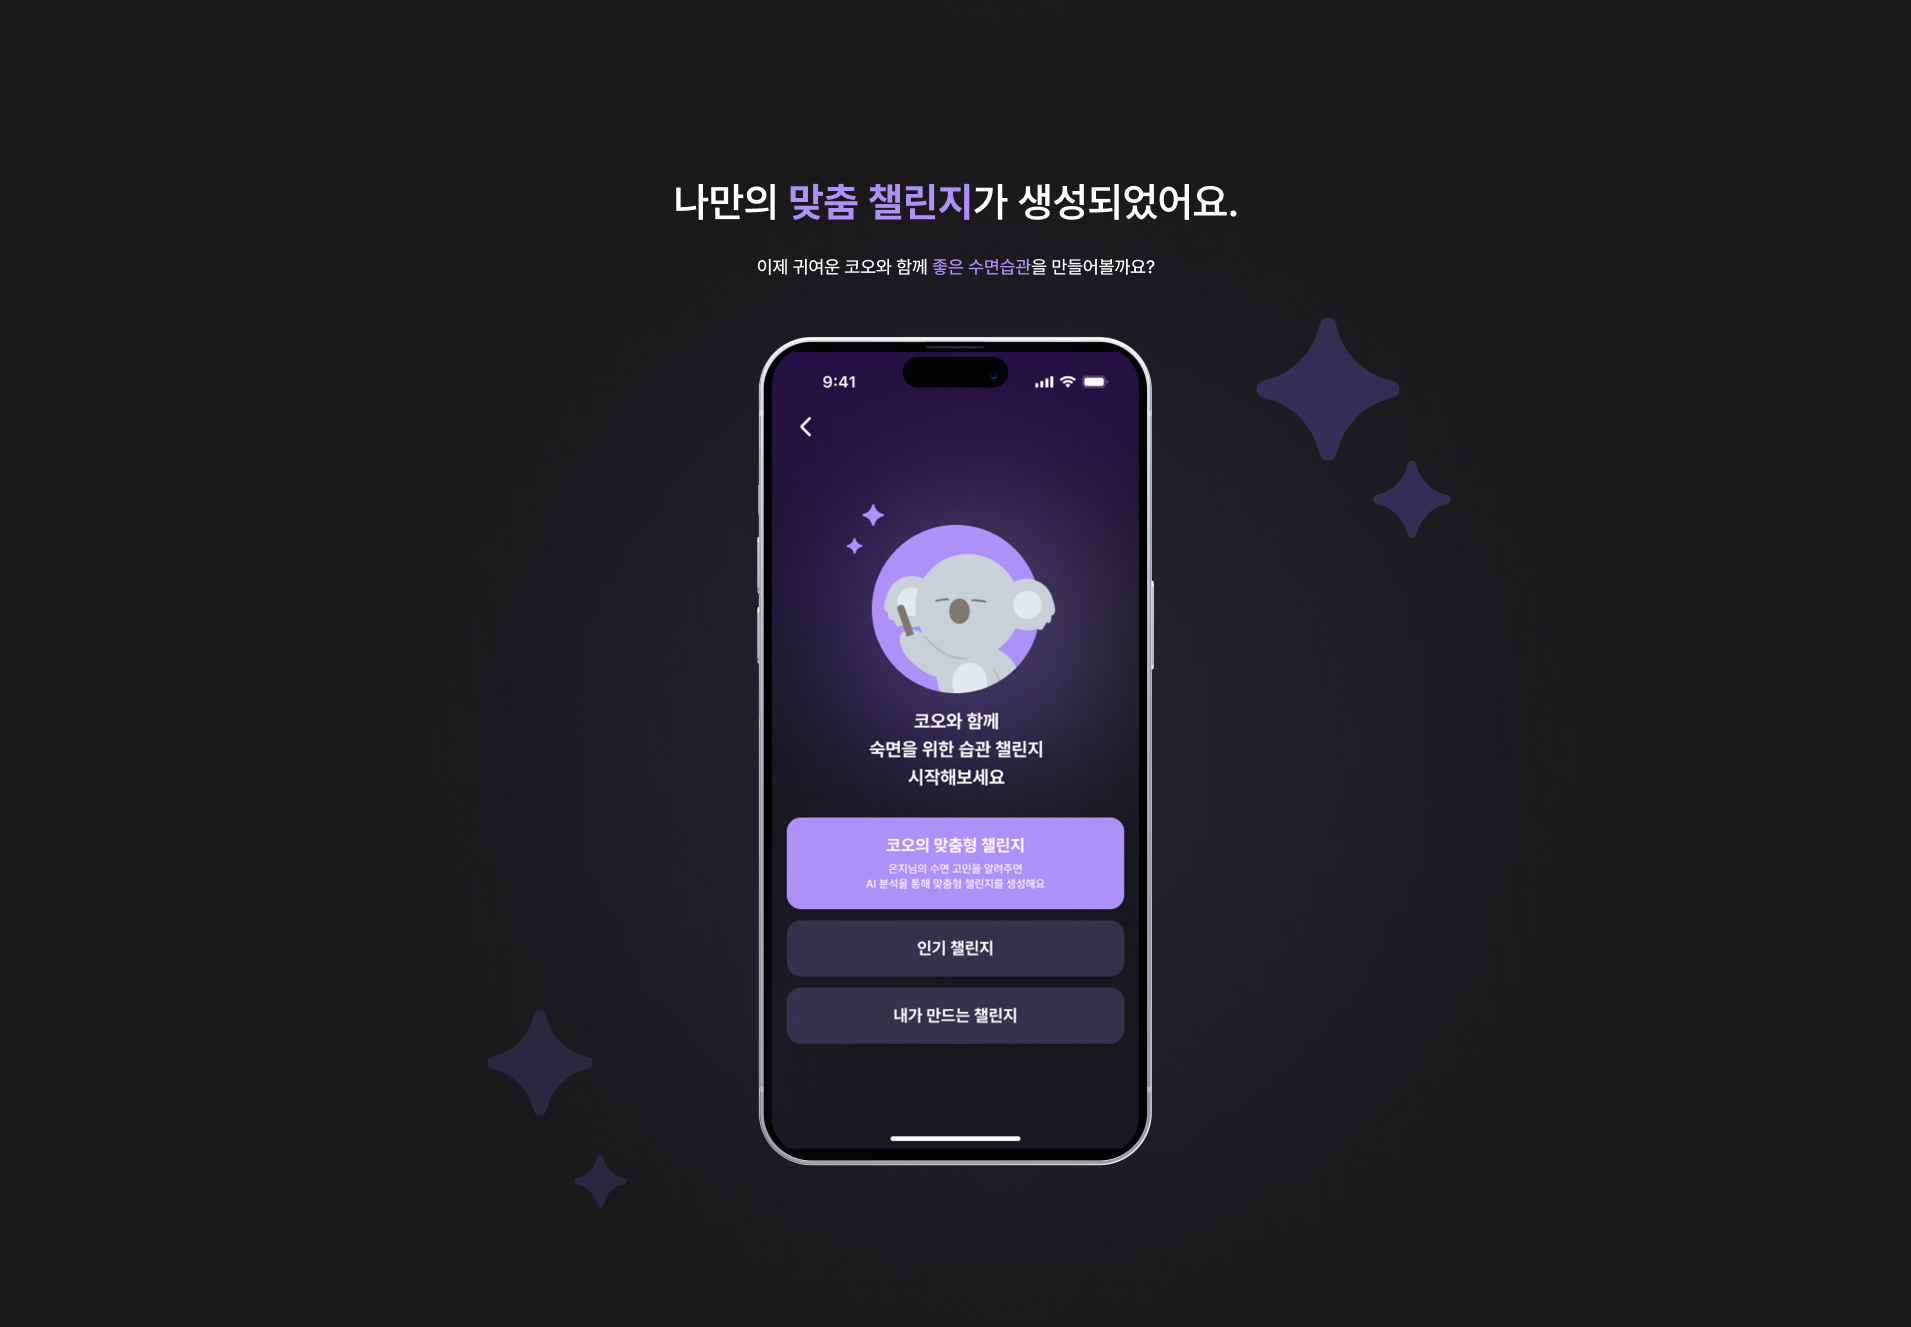 나만의 맞춤 챌린지가 생성되었어요.
이제 귀여운 코오와 함께 좋은 수면습관을 만들어볼까요?
9:41
코오와 함께
숙면을 위한 습관 챌린지
시작해보세요
코오의 맞춤형 챌린지
은지님의 수면 고민을 알려주면
AI 분석을 통해 맞춤형 챌린지를 생성해요
인기 챌린지
내가 만드는 챌린지